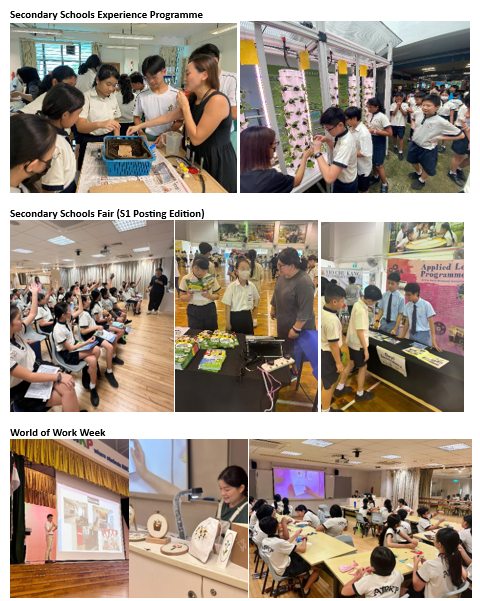 Secondary Schools Experience Programme
Secondary Schools Fair (S1 Posting Edition)
Applied Le
Programme
World of Work Week